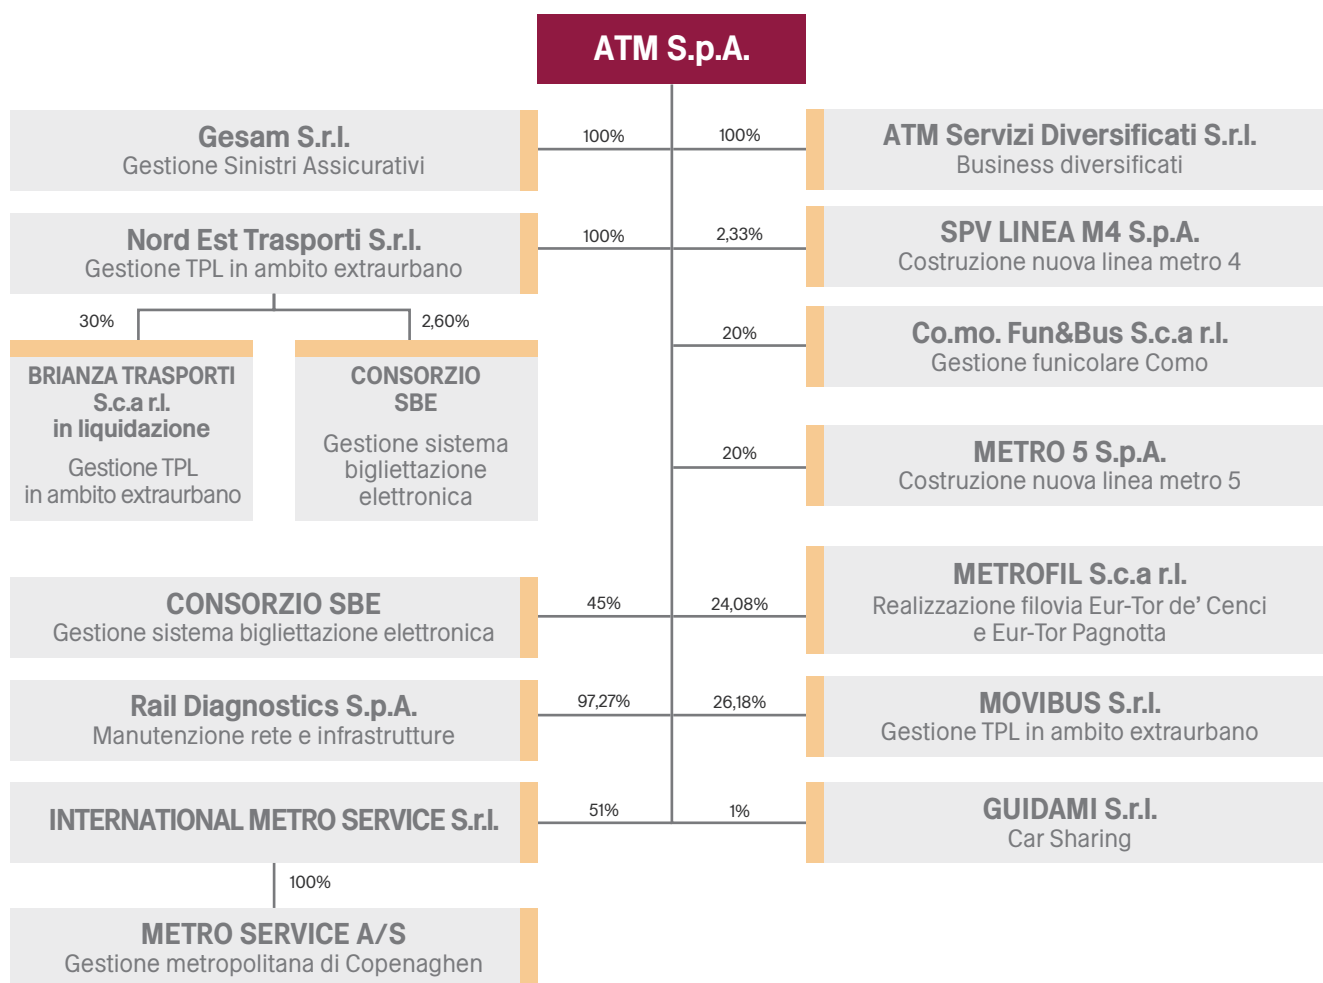 ATM S.p.A.
Gesam S.r.l.
Gestione Sinistri Assicurativi
100%
100%
ATM Servizi Diversificati S.r.l.
Business diversificati
Nord Est Trasporti S.r.l.
Gestione TPL in ambito extraurbano
100%
2,33%
SPV LINEA M4 S.p.A.
Costruzione nuova linea metro 4
30%
2,60%
BRIANZA TRASPORTI
S.c.a r.l.
in liquidazione
Gestione TPL
in ambito extraurbano
CONSORZIO
SBE
Gestione sistema
bigliettazione
elettronica
20%
Co.mo. Fun&Bus S.c.a r.l.
Gestione funicolare Como
20%
METRO 5 S.p.A.
Costruzione nuova linea metro 5
CONSORZIO SBE
Gestione sistema bigliettazione elettronica
45%
24,08%
METROFIL S.c.a r.l.
Realizzazione filovia Eur-Tor de’ Cenci
e Eur-Tor Pagnotta
Rail Diagnostics S.p.A.
Manutenzione rete e infrastrutture
97,27%
26,18%
MOVIBUS S.r.l.
Gestione TPL in ambito extraurbano
INTERNATIONAL METRO SERVICE S.r.l.
51%
1%
GUIDAMI S.r.l.
Car Sharing
100%
METRO SERVICE A/S
Gestione metropolitana di Copenaghen